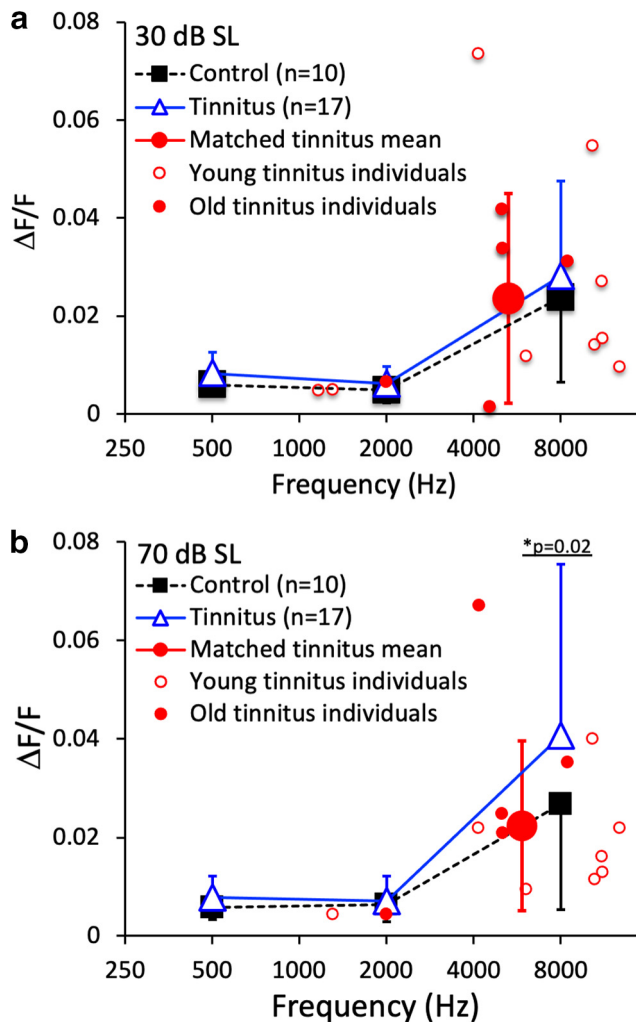 a
0.08
0.06
0.04
0.02
0
ΔF/F
30 dB SL
Control (n=10)
Tinnitus (n=17)
Matched tinnitus mean
Young tinnitus individuals
Old tinnitus individuals
250 500 1000 2000 4000 8000
Frequency (Hz)
b
0.08
0.06
0.04
0.02
0
ΔF/F
70 dB SL
Control (n=10)
Tinnitus (n=17)
Matched tinnitus mean
Young tinnitus individuals
Old tinnitus individuals
*p=0.02
250 500 1000 2000 4000 8000
Frequency (Hz)